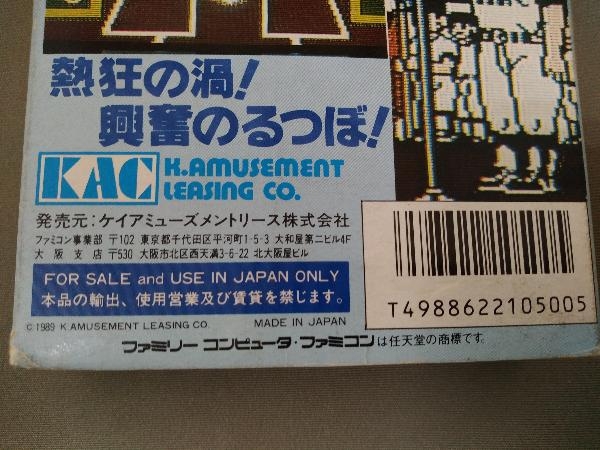 熱狂の渦!
興奮のるつぼ!
KAC
K.AMUSEMENT
LEASING CO.
発売元:ケイアミューズメントリース株式会社
ファミコン事業部 〒102 東京都千代田区平河町1-5-3 大和屋第二ビル4F
大阪支店 〒530 大阪市北区西天満3-6-22 北大阪屋ビル
FOR SALE and USE IN JAPAN ONLY
本品の輸出、使用営業及び賃貸を禁じます。
T4988622105005
©1989 K.AMUSEMENT LEASING CO. MADE IN JAPAN
ファミリーコンピュータ・ファミコンは任天堂の商標です。